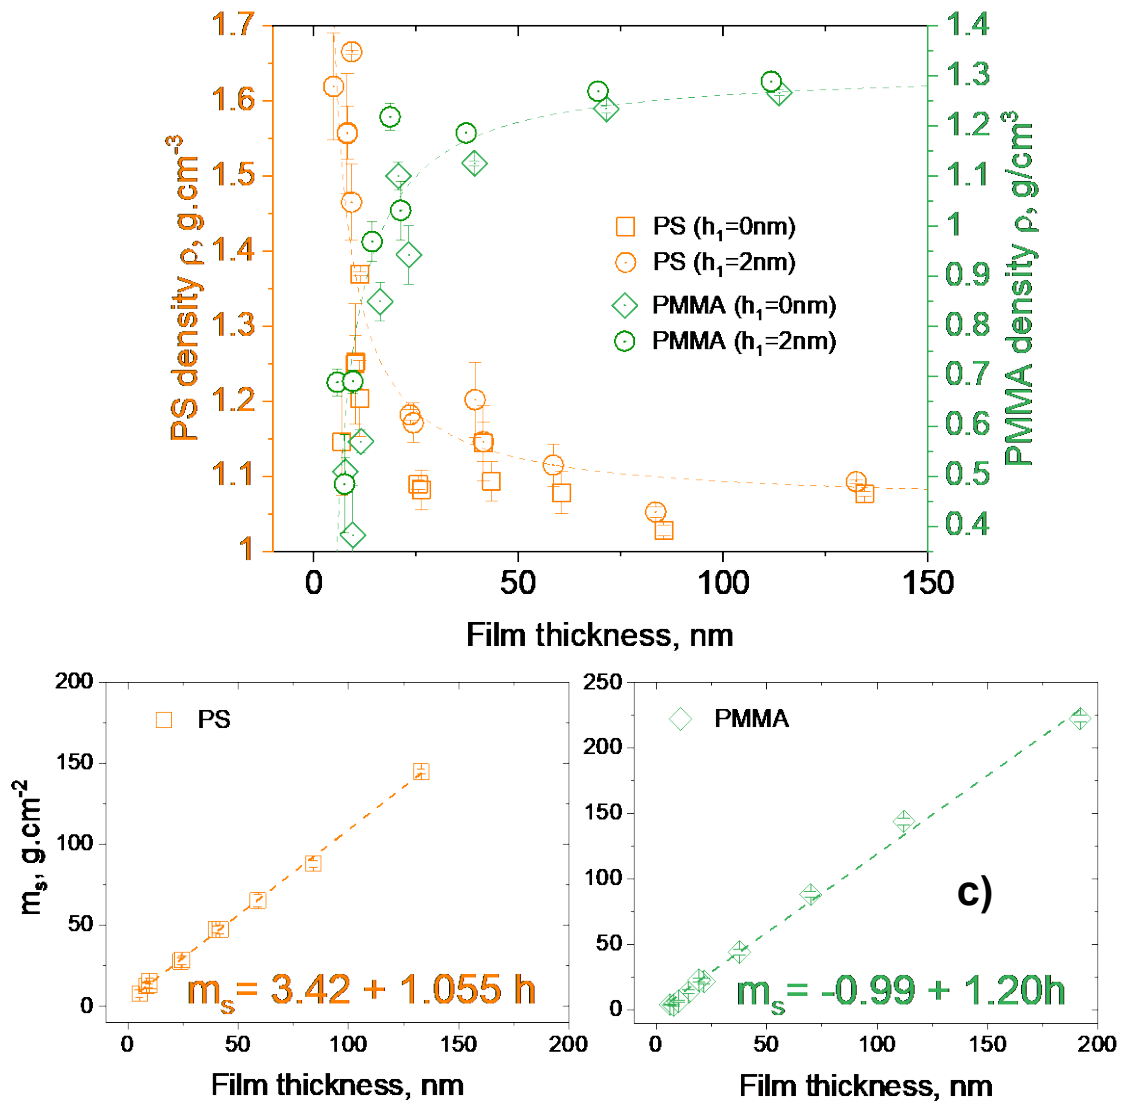 1.7
1.6
1.5
1.4
1.3
1.2
1.1
1
PS density ρ, g.cm-3
1.4
1.3
1.2
1.1
1
0.9
0.8
0.7
0.6
0.5
0.4
PMMA density ρ, g/cm3
PS (h1=0nm)
PS (h1=2nm)
PMMA (h1=0nm)
PMMA (h1=2nm)
0 50 100 150
Film thickness, nm
200
150
100
50
0
ms, g.cm-2
PS
ms= 3.42 + 1.055 h
0 50 100 150 200
Film thickness, nm
250
200
150
100
50
0
PMMA
c)
ms= -0.99 + 1.20h
0 50 100 150 200
Film thickness, nm